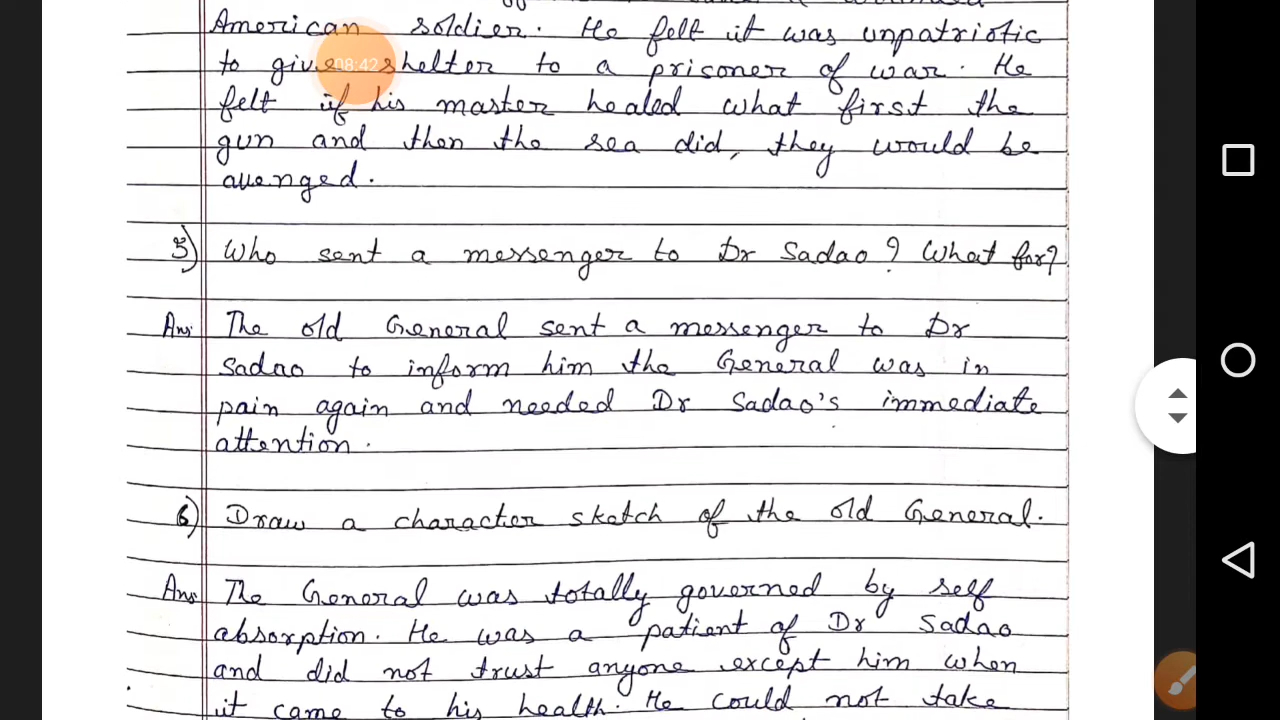 American soldier. He felt it was unpatriotic
08:42
to give shelter to a prisoner of war. He
felt if his master healed what first the
gun and then the sea did, they would be
avenged.
5) Who sent a messenger to Dr Sadao? What for?
Ans: The old General sent a messenger to Dr
Sadao to inform him the General was in
pain again and needed Dr Sadao's immediate
attention.
6) Draw a character sketch of the old General.
Ans The General was totally governed by self
absorption. He was a patient of Dr Sadao
and did not trust anyone except him when
it came to his health. He could not take